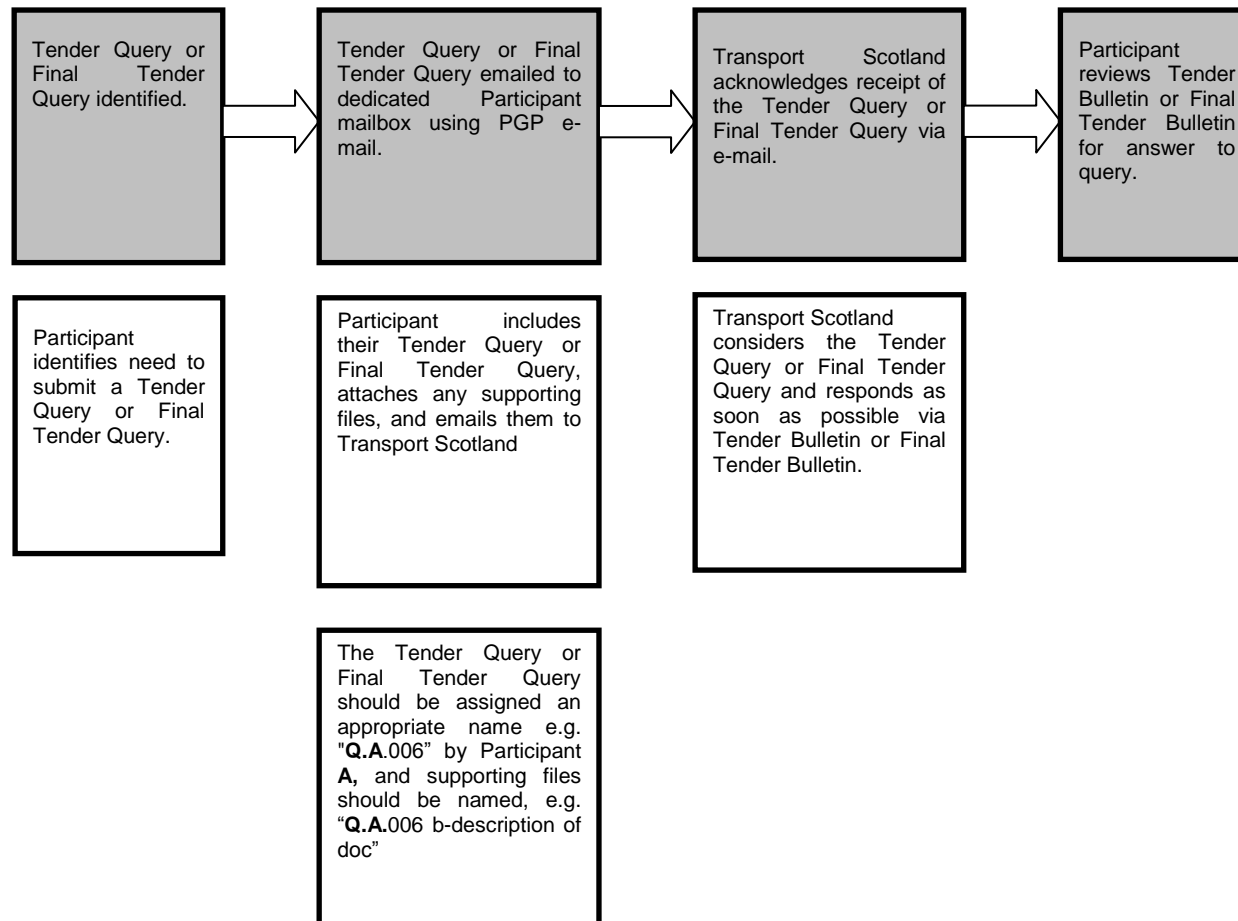 Tender Query or
Final Tender
Query identified.
Tender Query or Final
Tender Query emailed to
dedicated Participant
mailbox using PGP e-
mail.
Transport Scotland
acknowledges receipt of
the Tender Query or
Final Tender Query via
e-mail.
Participant
reviews Tender
Bulletin or Final
Tender Bulletin
for answer to
query.
Participant
identifies need to
submit a Tender
Query or Final
Tender Query.
Participant includes
their Tender Query or
Final Tender Query,
attaches any supporting
files, and emails them to
Transport Scotland
Transport Scotland
considers the Tender
Query or Final Tender
Query and responds as
soon as possible via
Tender Bulletin or Final
Tender Bulletin.
The Tender Query or
Final Tender Query
should be assigned an
appropriate name e.g.
"Q.A.006” by Participant
A, and supporting files
should be named, e.g.
“Q.A.006 b-description of
doc”